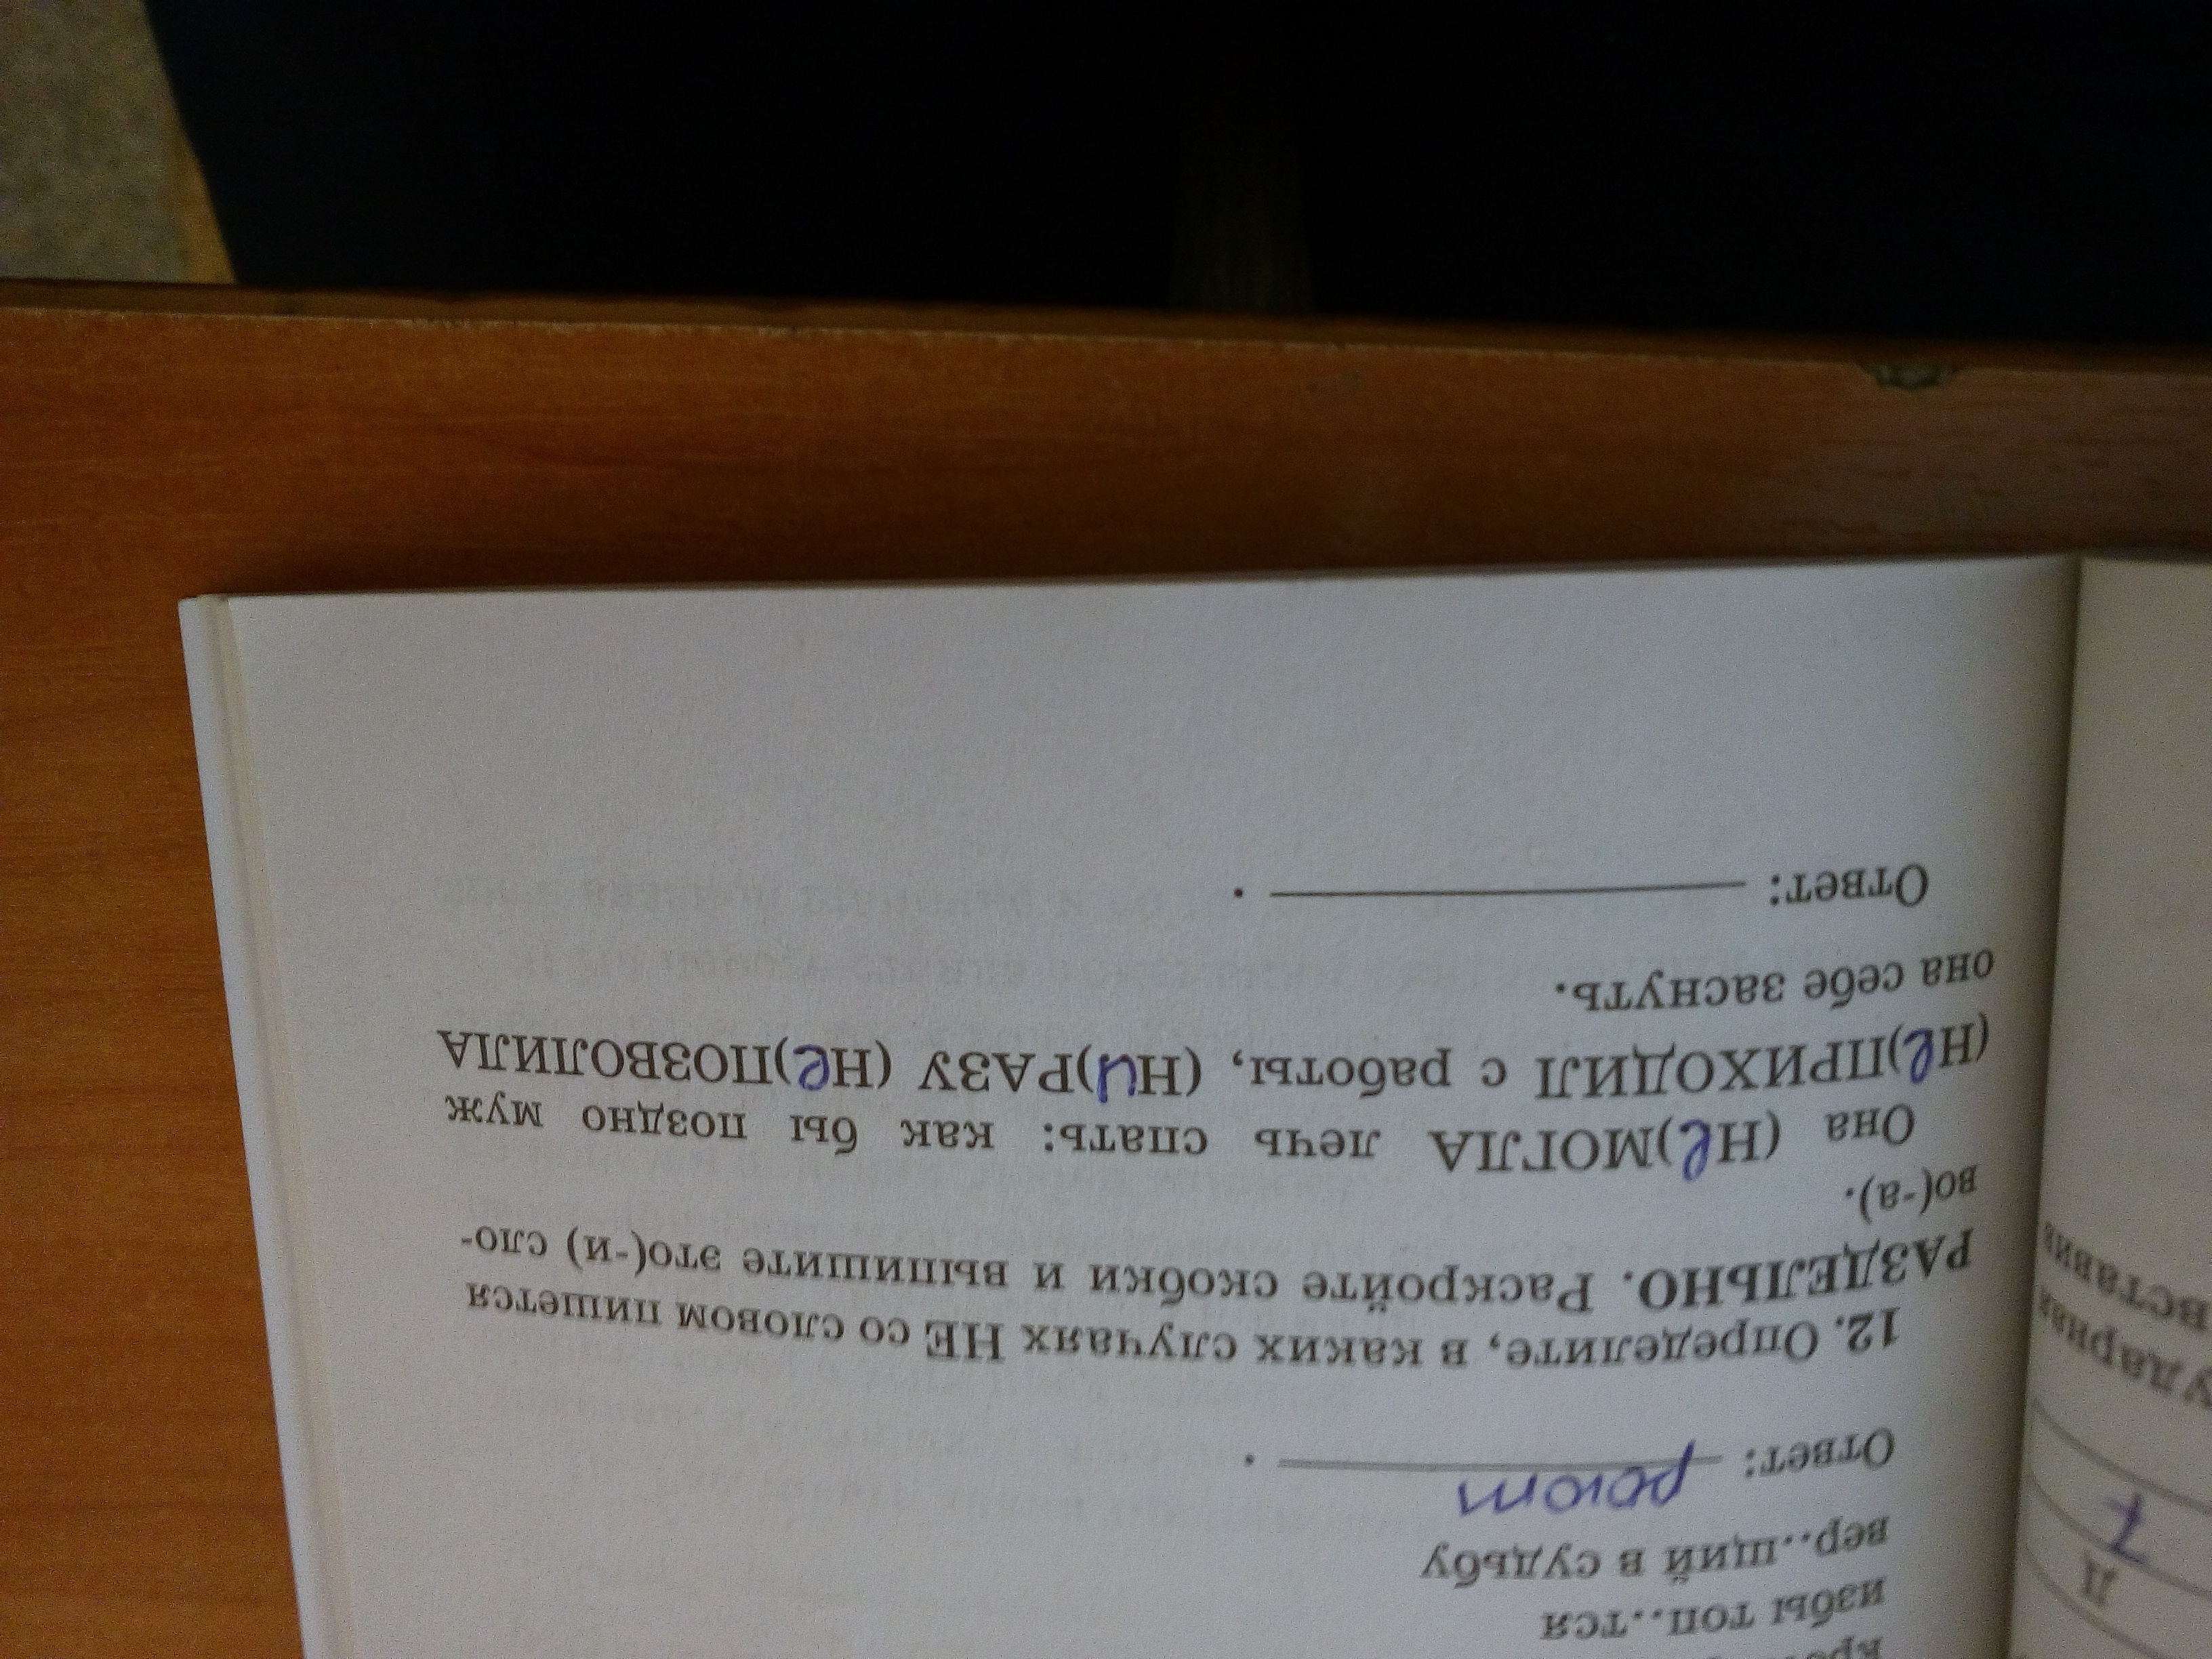 избы топ..тся
вер..щий в судьбу
Ответ: роют .
12. Определите, в каких случаях НЕ со словом пишется
РАЗДЕЛЬНО. Раскройте скобки и выпишите это(-и) сло-
во(-а).
Она (Не)МОГЛА лечь спать: как бы поздно муж
(Не)ПРИХОДИЛ с работы, (Ни)РАЗУ (Не)ПОЗВОЛИЛА
она себе заснуть.
Ответ: .
Л
7